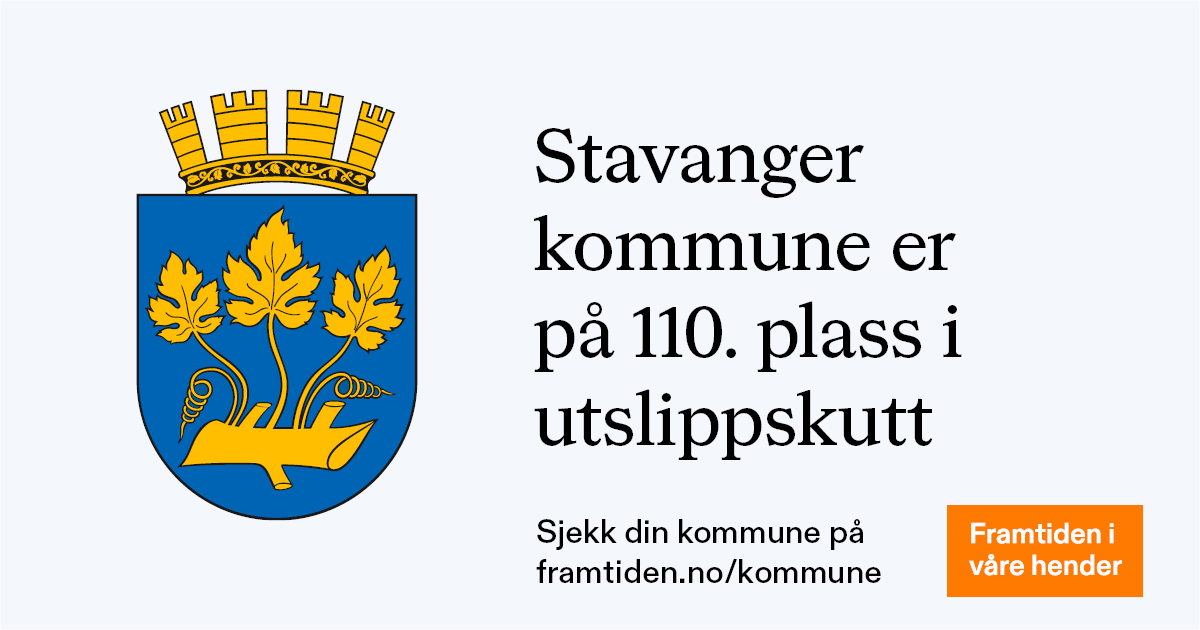 Stavanger
kommune er
på 110. plass i
utslippskutt
Sjekk din kommune på
framtiden.no/kommune
Framtiden i
våre hender